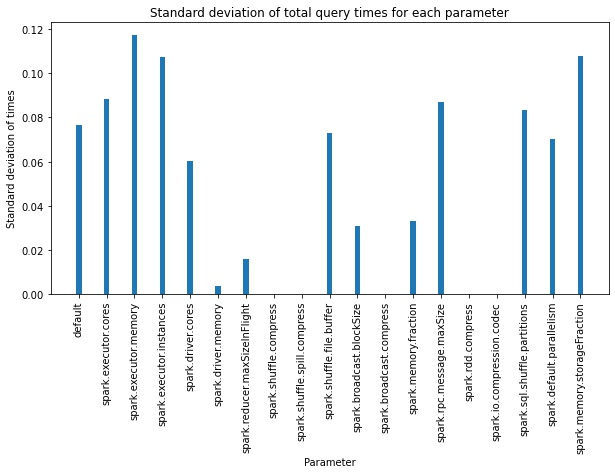 Standard deviation of total query times for each parameter
Standard deviation of times
0.12
0.10
0.08
0.06
0.04
0.02
0.00
default
spark.executor.cores
spark.executor.memory
spark.executor.instances
spark.driver.cores
spark.driver.memory
spark.reducer.maxSizeInFlight
spark.shuffle.compress
spark.shuffle.spill.compress
spark.shuffle.file.buffer
spark.broadcast.blockSize
spark.broadcast.compress
spark.memory.fraction
spark.rpc.message.maxSize
spark.rdd.compress
spark.io.compression.codec
spark.sql.shuffle.partitions
spark.default.parallelism
spark.memory.storageFraction
Parameter